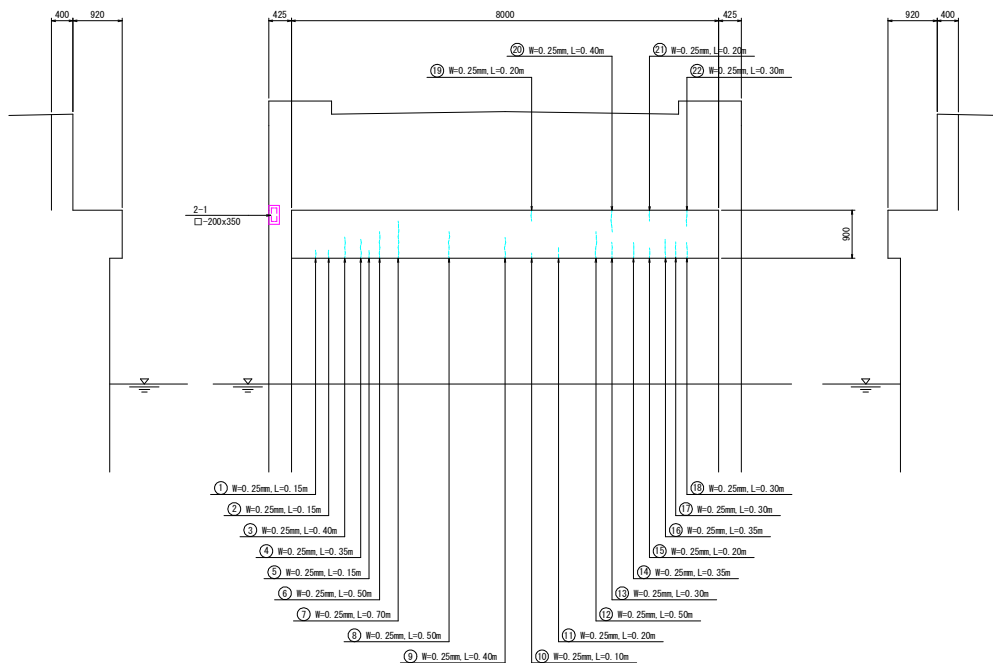 400 920 425 8000 425 920 400
⑳ W=0.25mm, L=0.40m
㉑ W=0.25mm, L=0.20m
⑲ W=0.25mm, L=0.20m
㉒ W=0.25mm, L=0.30m
2-1
□-200x350
900
① W=0.25mm, L=0.15m
⑱ W=0.25mm, L=0.30m
② W=0.25mm, L=0.15m
⑰ W=0.25mm, L=0.30m
③ W=0.25mm, L=0.40m
⑯ W=0.25mm, L=0.35m
④ W=0.25mm, L=0.35m
⑮ W=0.25mm, L=0.20m
⑤ W=0.25mm, L=0.15m
⑭ W=0.25mm, L=0.35m
⑥ W=0.25mm, L=0.50m
⑬ W=0.25mm, L=0.30m
⑦ W=0.25mm, L=0.70m
⑫ W=0.25mm, L=0.50m
⑧ W=0.25mm, L=0.50m
⑪ W=0.25mm, L=0.20m
⑨ W=0.25mm, L=0.40m
⑩ W=0.25mm, L=0.10m